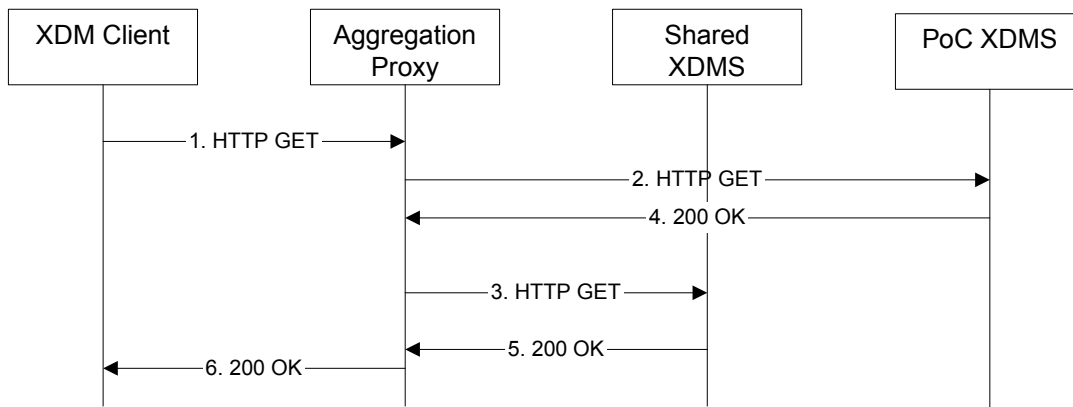 XDM Client
Aggregation
Proxy
Shared
XDMS
PoC XDMS
1. HTTP GET
2. HTTP GET
4. 200 OK
3. HTTP GET
5. 200 OK
6. 200 OK